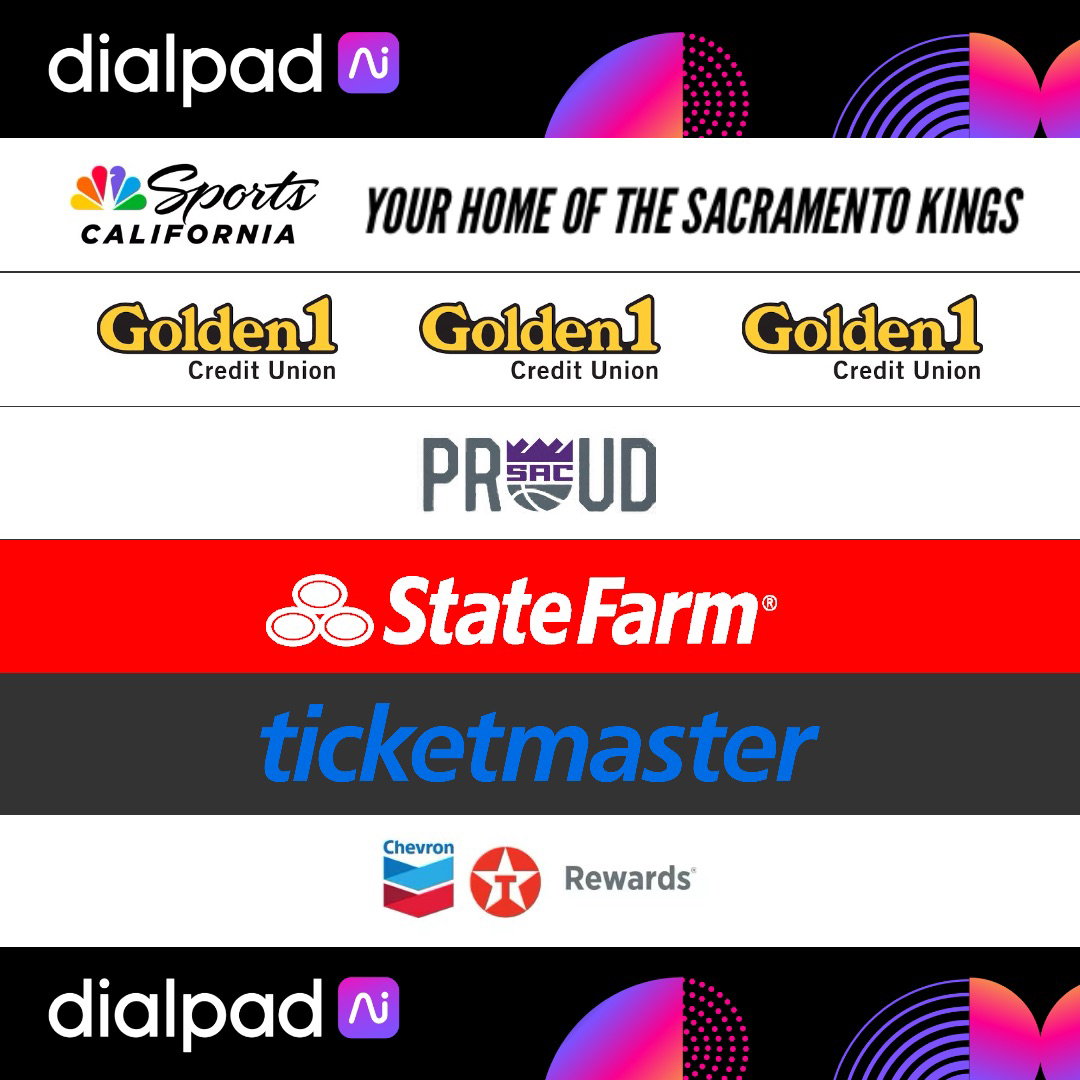 dialpad Ai
Sports
CALIFORNIA
YOUR HOME OF THE SACRAMENTO KINGS
Golden1 Golden1 Golden1
Credit Union Credit Union Credit Union
PROUD
SAC
StateFarm®
ticketmaster
Chevron
T
Rewards®
dialpad Ai